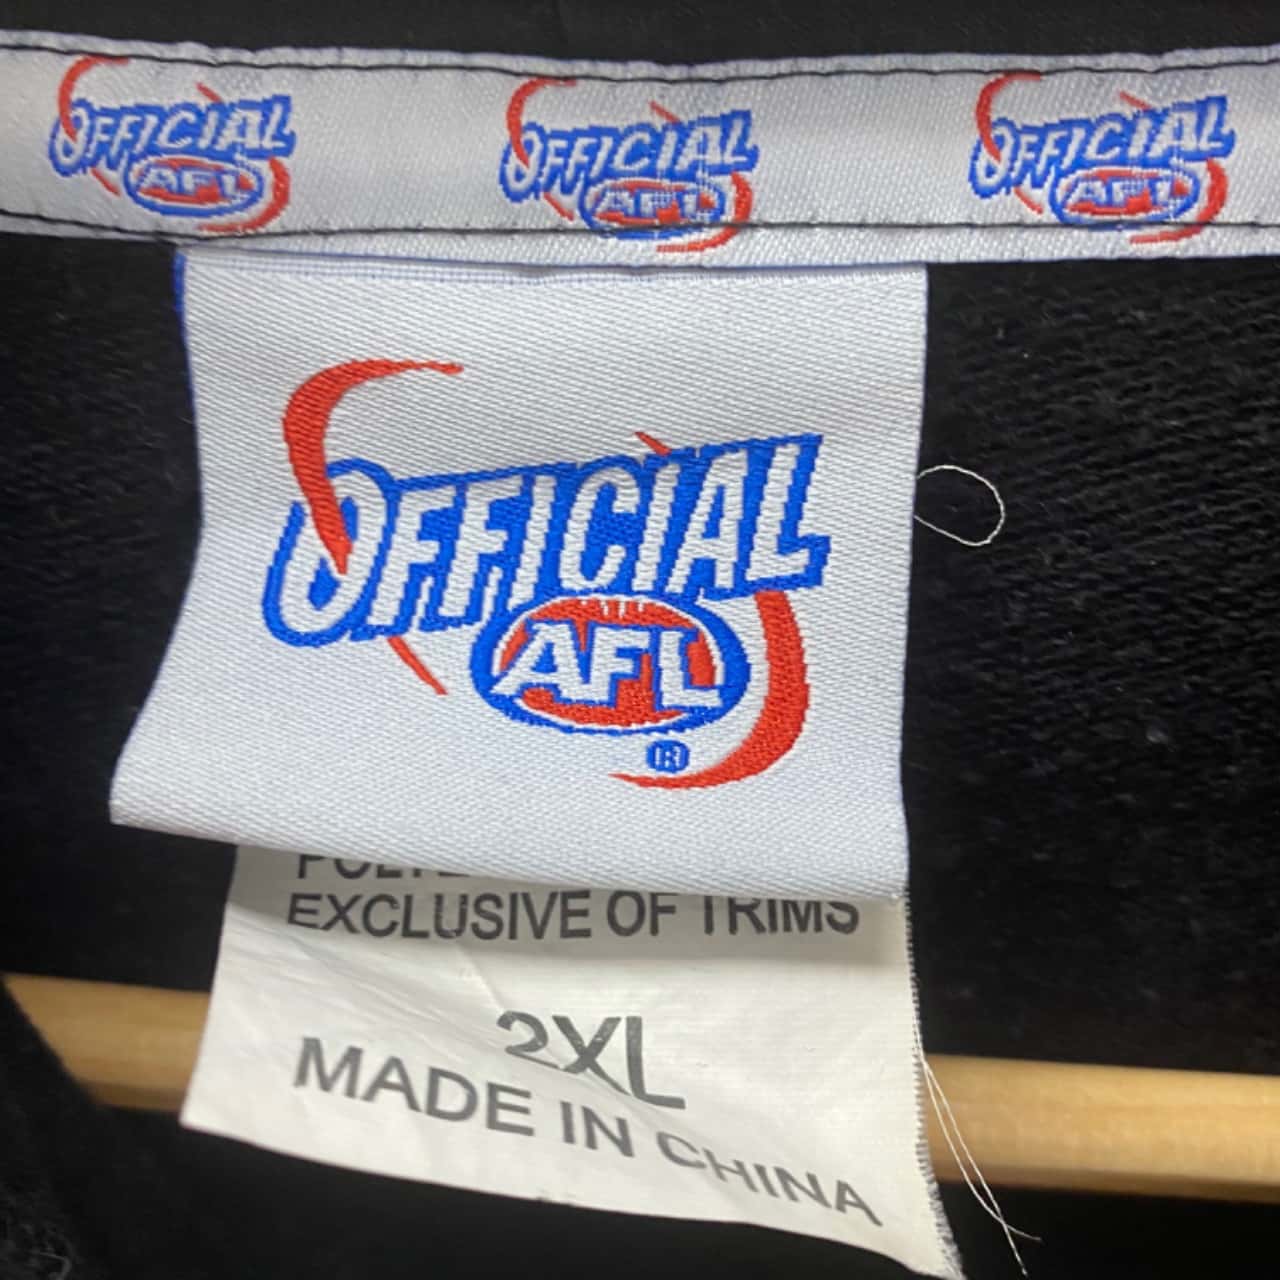 OFFICIAL OFFICIAL OFFICIAL
AFL AFL AFL
OFFICIAL
AFL
®
EXCLUSIVE OF TRIMS
2XL
MADE IN CHINA